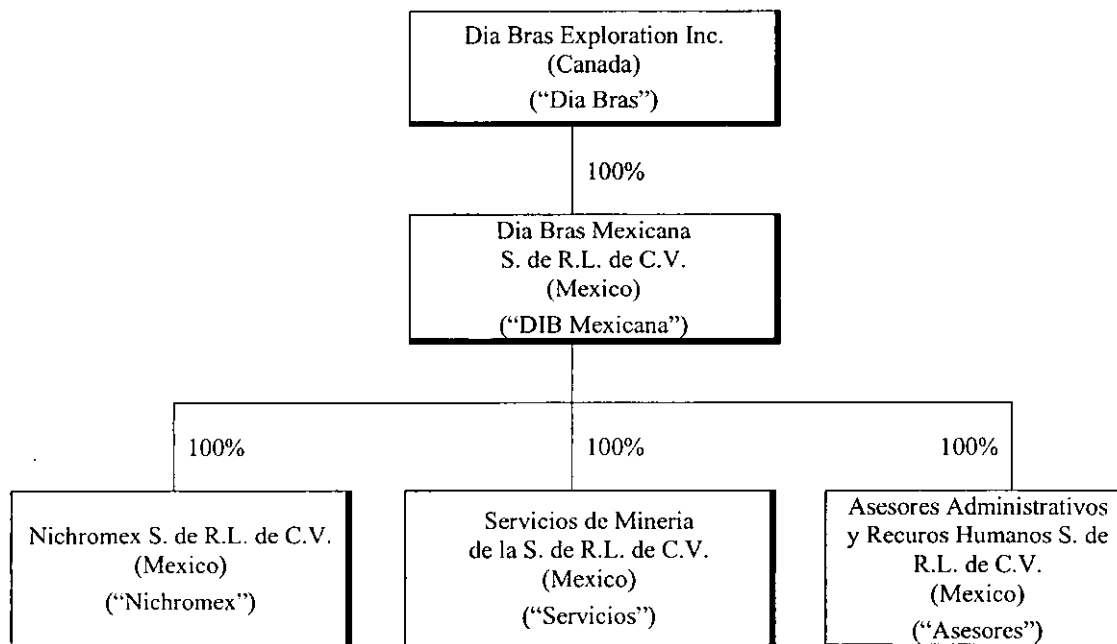 Dia Bras Exploration Inc.
(Canada)
(“Dia Bras”)
100%
Dia Bras Mexicana
S. de R.L. de C.V.
(Mexico)
(“DIB Mexicana”)
100%
100%
100%
Nichromex S. de R.L. de C.V.
(Mexico)
(“Nichromex”)
Servicios de Mineria
de la S. de R.L. de C.V.
(Mexico)
(“Servicios”)
Asesores Administrativos
y Recuros Humanos S. de
R.L. de C.V.
(Mexico)
(“Asesores”)